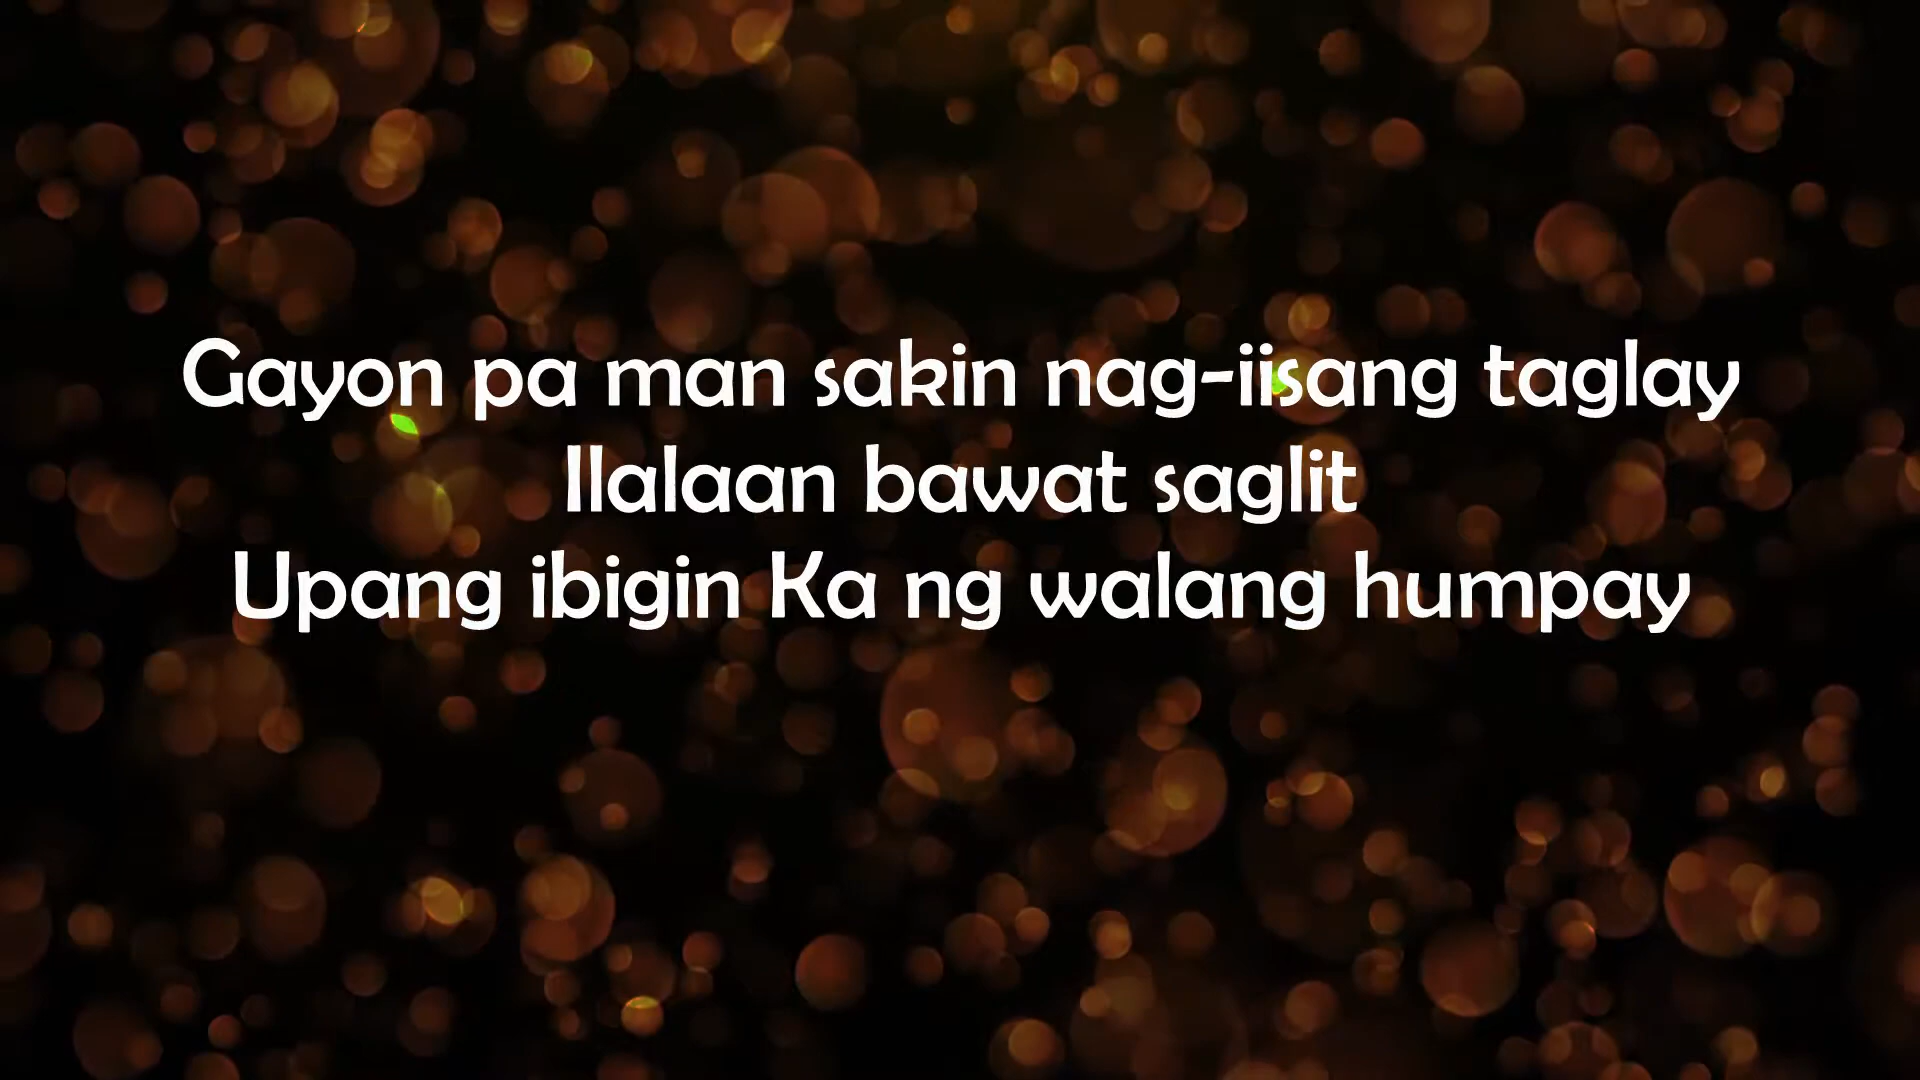 Gayon pa man sakin nag-iisang taglay
Ilalaan bawat saglit
Upang ibigin Ka ng walang humpay